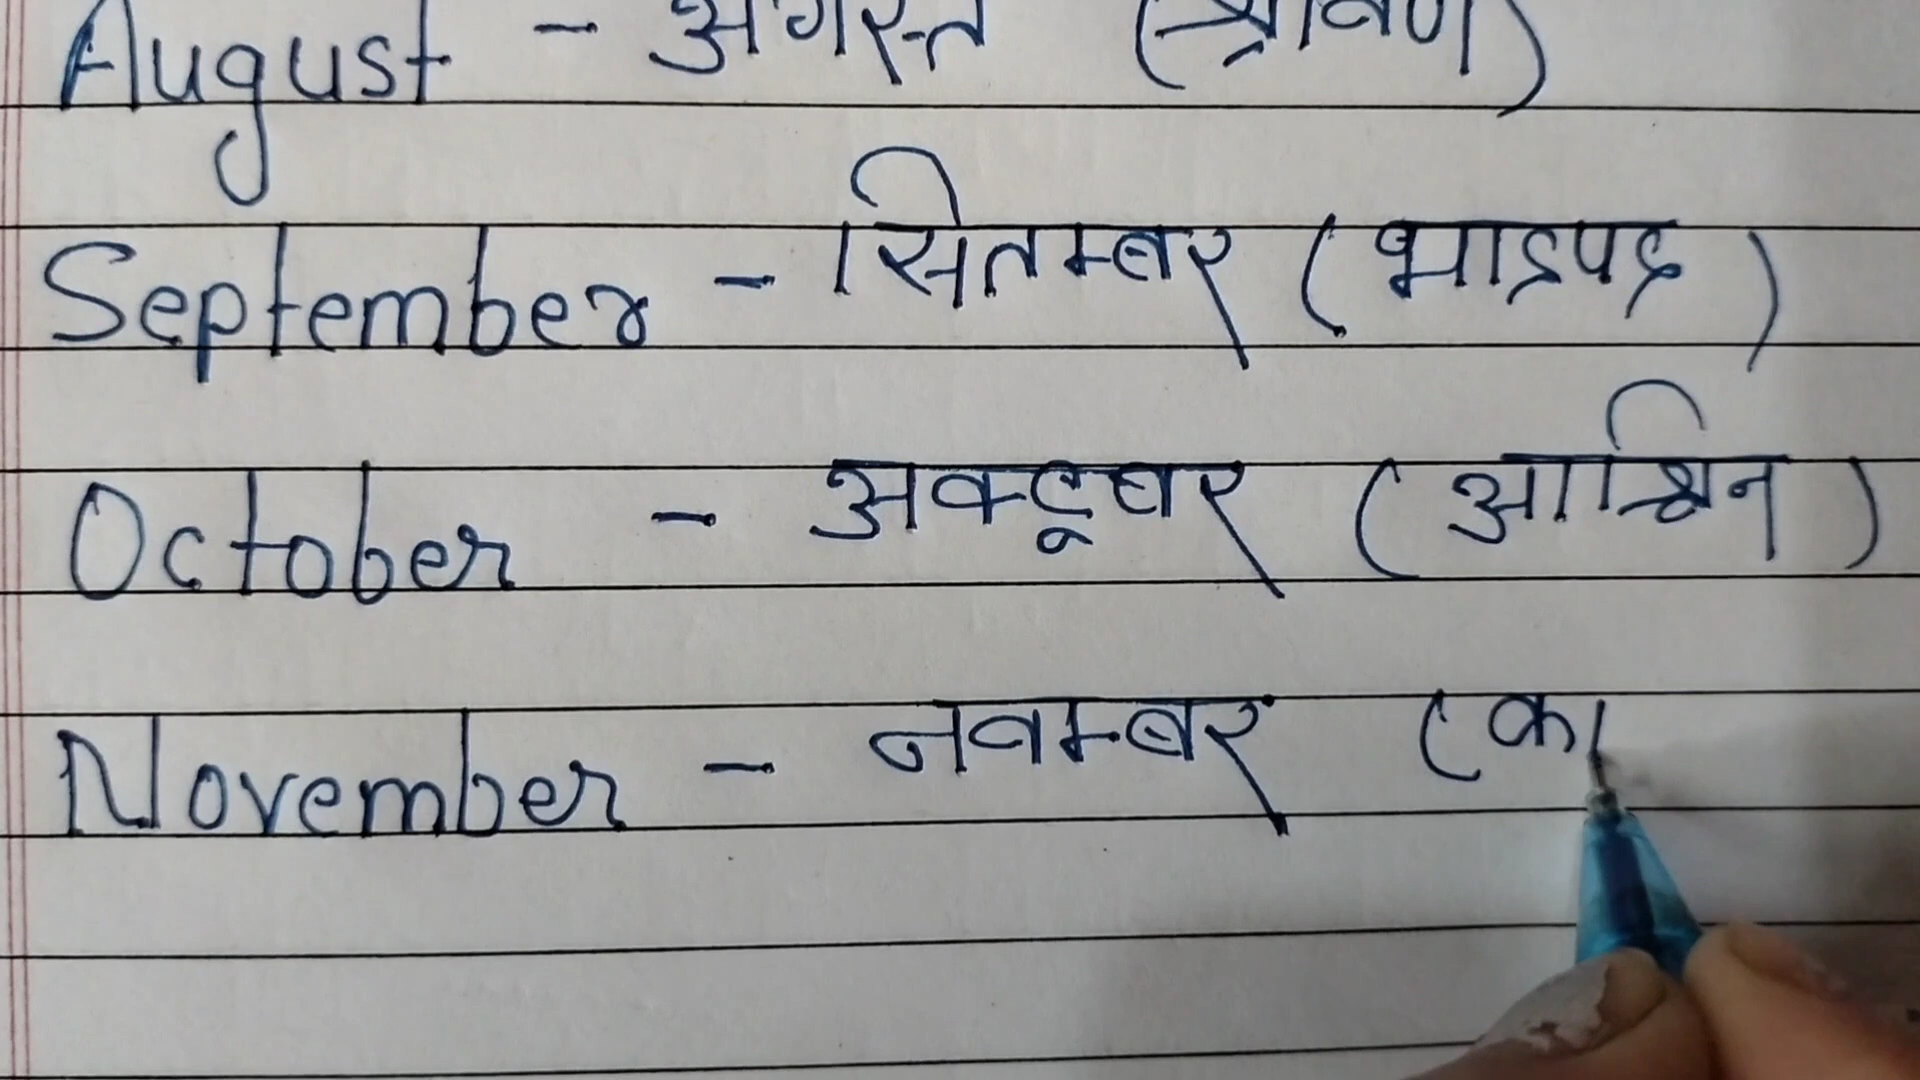 August - अगस्त (श्रावण)
September - सितम्बर (भाद्रपद)
October - अक्टूबर (आश्विन)
November - नवम्बर (का